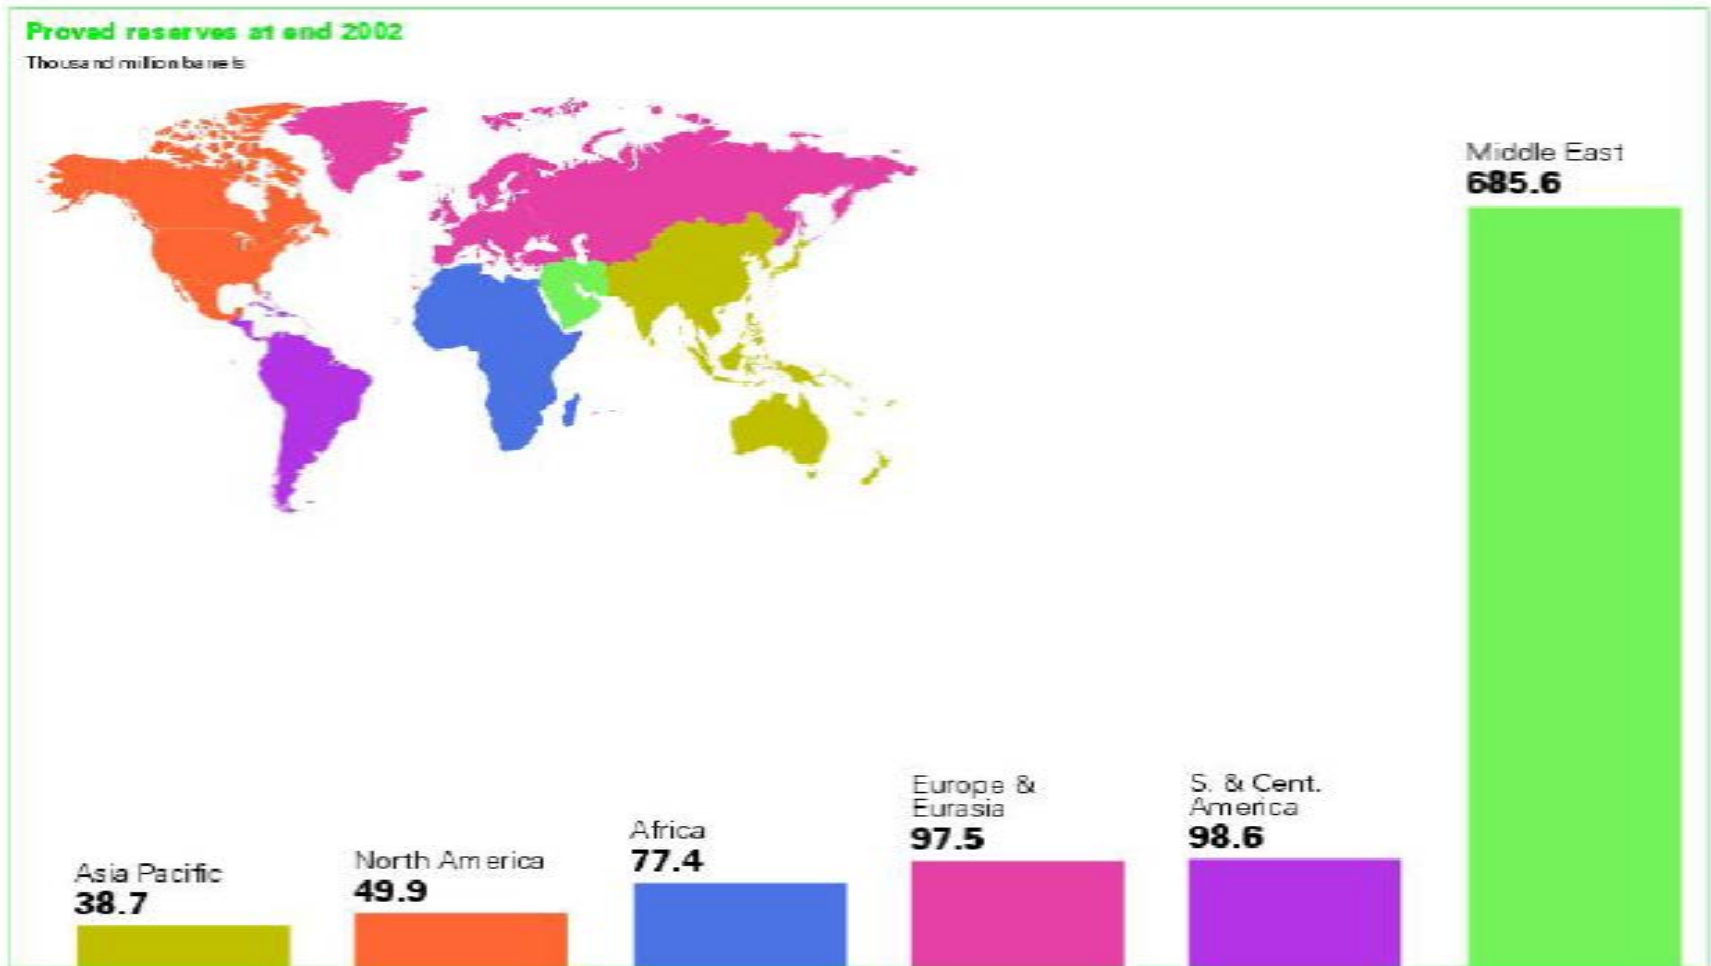 Proved reserves at end 2002
Thousand million barrels
Middle East
685.6
Europe &
Eurasia
97.5
S. & Cent.
America
98.6
Africa
77.4
North America
49.9
Asia Pacific
38.7